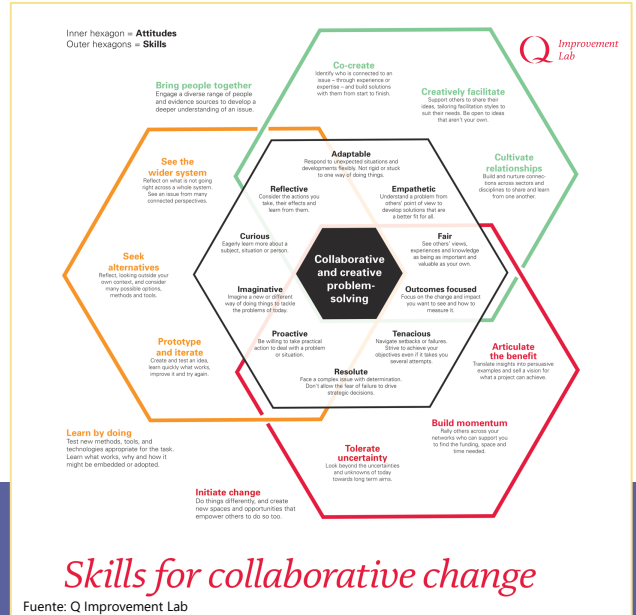 Inner hexagon = Attitudes
Outer hexagons = Skills
Q Improvement
Lab
Co-create
Identify who is connected to an
issue – through experience or
expertise – and build solutions
with them from start to finish.
Bring people together
Engage a diverse range of people
and evidence sources to develop a
deeper understanding of an issue.
Creatively facilitate
Support others to share their
ideas, tailoring facilitation styles to
suit their needs. Be open to ideas
that aren't your own.
See the
wider system
Reflect on what is not going
right across a whole system.
See an issue from many
connected perspectives.
Adaptable
Respond to unexpected situations and
developments flexibly. Not rigid or stuck
to one way of doing things.
Cultivate
relationships
Build and nurture connec-
tions across sectors and
disciplines to share and learn
from one another.
Reflective
Consider the actions you
take, their effects and
learn from them.
Empathetic
Understand a problem from
others' point of view to
develop solutions that are
a better fit for all.
Curious
Eagerly learn more about a
subject, situation or person.
Fair
See others' views,
experiences and knowledge
as being as important and
valuable as your own.
Seek
alternatives
Reflect, looking outside your
own context, and consider
many possible options,
methods and tools.
Collaborative
and creative
problem-
solving
Imaginative
Imagine a new or different
way of doing things to tackle
the problems of today.
Outcomes focused
Focus on the change and impact
you want to see and how to
measure it.
Prototype
and iterate
Create and test an idea,
learn quickly what works,
improve it and try again.
Proactive
Be willing to take practical
action to deal with a problem
or situation.
Tenacious
Navigate setbacks or failures.
Strive to achieve your
objectives even if it takes you
several attempts.
Articulate
the benefit
Translate insights into persuasive
examples and sell a vision for
what a project can achieve.
Resolute
Face a complex issue with determination.
Don't allow the fear of failure to drive
strategic decisions.
Learn by doing
Test new methods, tools, and
technologies appropriate for the task.
Learn what works, why and how it
might be embedded or adopted.
Build momentum
Rally others across your
networks who can support you
to find the funding, space and
time needed.
Tolerate
uncertainty
Look beyond the uncertainties
and unknowns of today
towards long term aims.
Initiate change
Do things differently, and create
new spaces and opportunities that
empower others to do so too.
Skills for collaborative change
Fuente: Q Improvement Lab